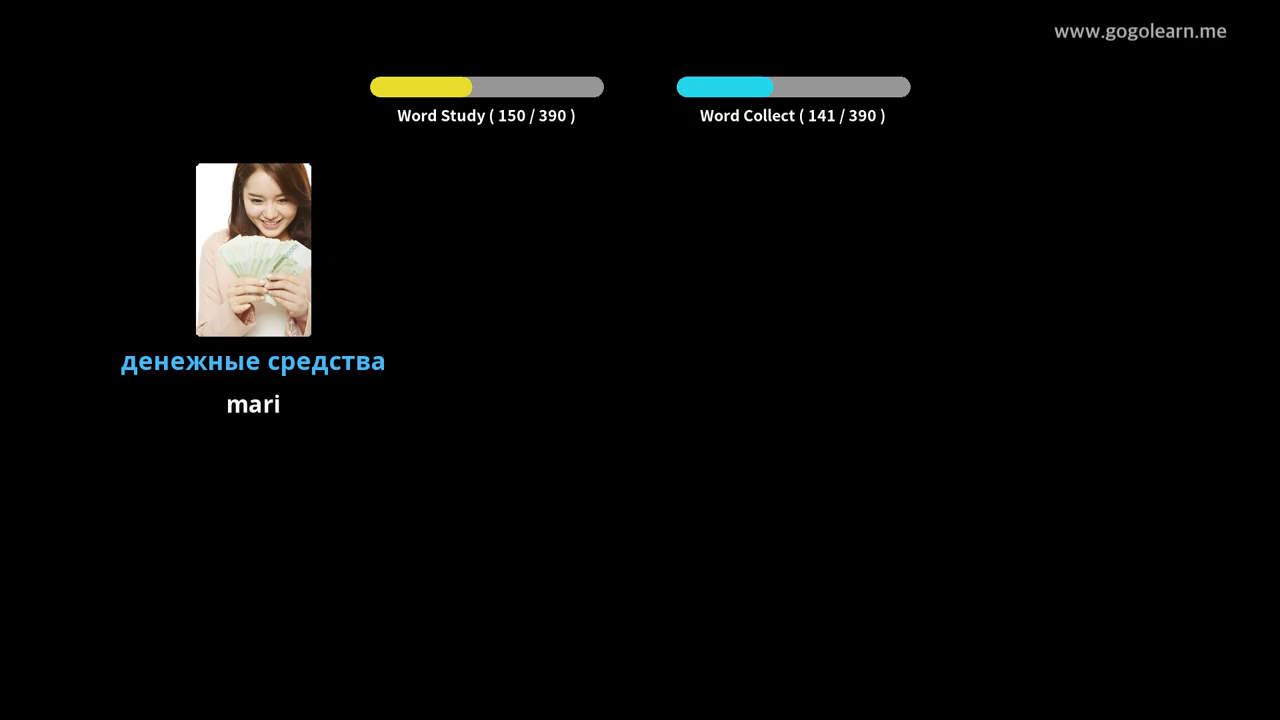 www.gogolearn.me
Word Study ( 150 / 390 )
Word Collect ( 141 / 390 )
денежные средства
mari